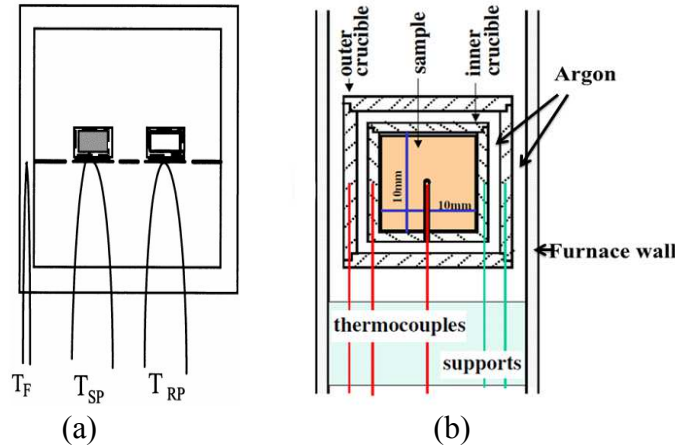 T_F
T_SP
T_RP
(a)
outer
crucible
sample
inner
crucible
Argon
10mm
10mm
Furnace wall
thermocouples
supports
(b)